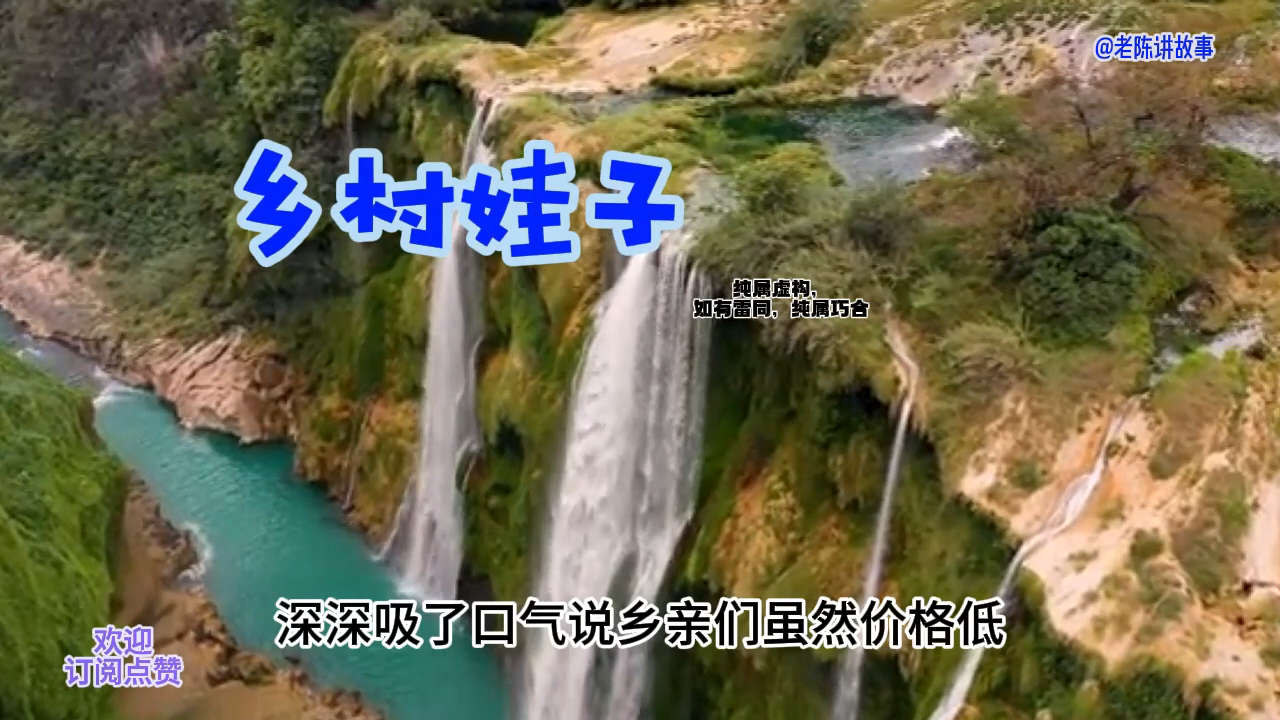 @老陈讲故事
乡村娃子
纯属虚构，
如有雷同，纯属巧合
深深吸了口气说乡亲们虽然价格低
欢迎
订阅点赞